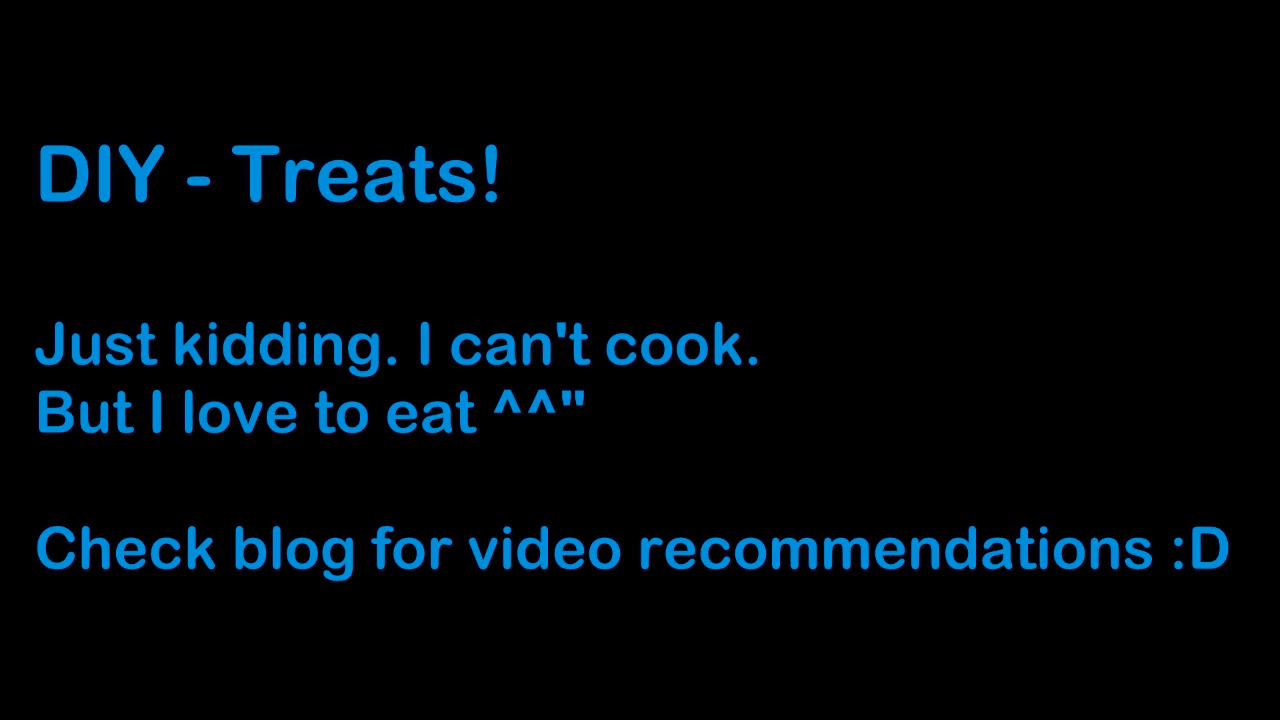 DIY - Treats!
Just kidding. I can't cook.
But I love to eat ^^"
Check blog for video recommendations :D